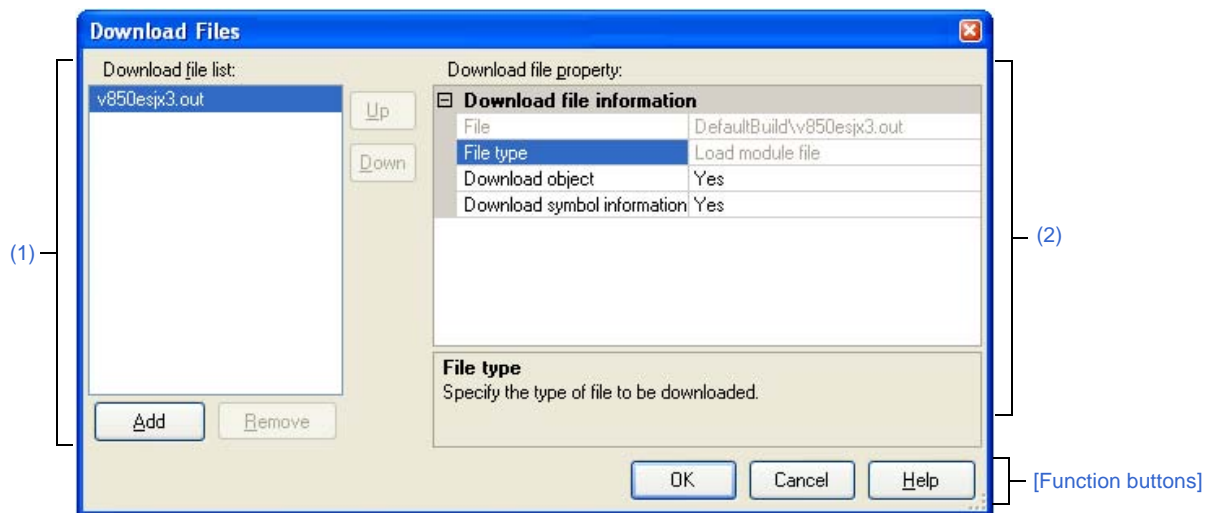 Download Files
Download file list:
v850esjx3.out
Up
Down
Add
Remove
Download file property:
Download file information
File DefaultBuild\v850esjx3.out
File type Load module file
Download object Yes
Download symbol information Yes
File type
Specify the type of file to be downloaded.
OK Cancel Help
(1)
(2)
[Function buttons]